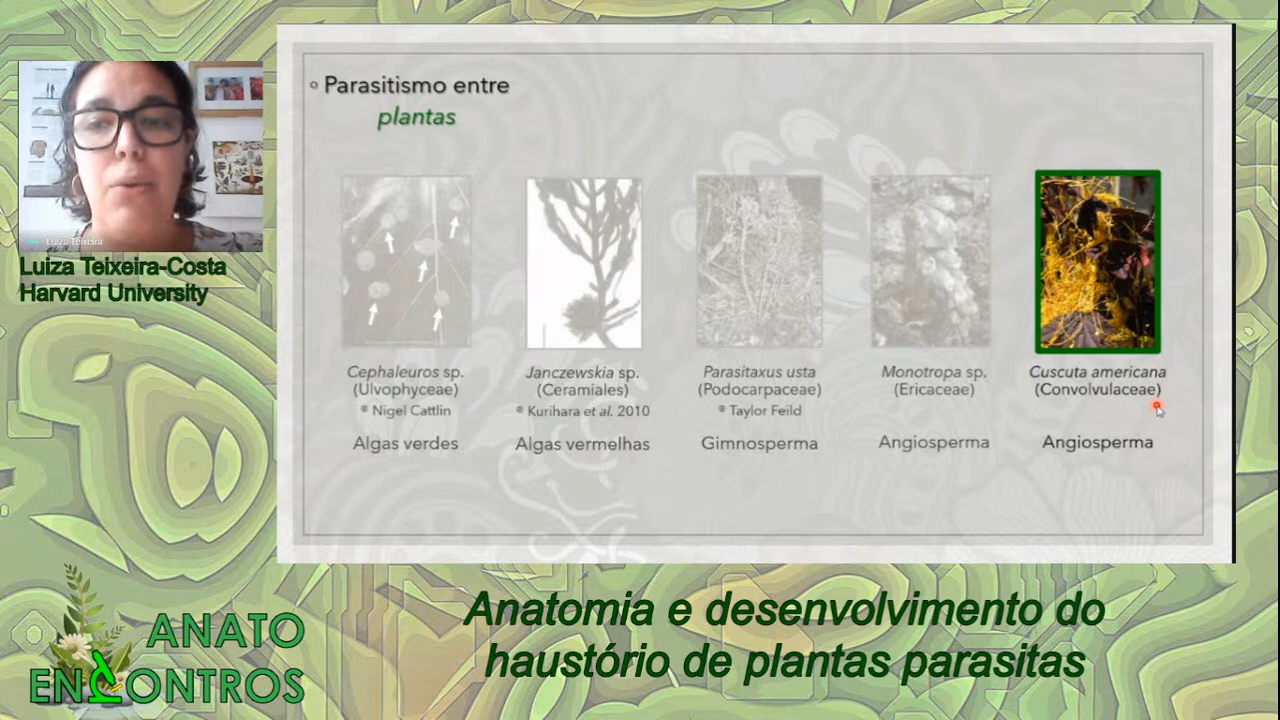 Luiza Teixeira
Luiza Teixeira-Costa
Harvard University
Parasitismo entre
plantas
Cephaleuros sp.
(Ulvophyceae)
® Nigel Cattlin
Algas verdes
Janczewskia sp.
(Ceramiales)
® Kurihara et al. 2010
Algas vermelhas
Parasitaxus usta
(Podocarpaceae)
® Taylor Feild
Gimnosperma
Monotropa sp.
(Ericaceae)
Angiosperma
Cuscuta americana
(Convolvulaceae)
Angiosperma
ANATO
ENCONTROS
Anatomia e desenvolvimento do
haustório de plantas parasitas